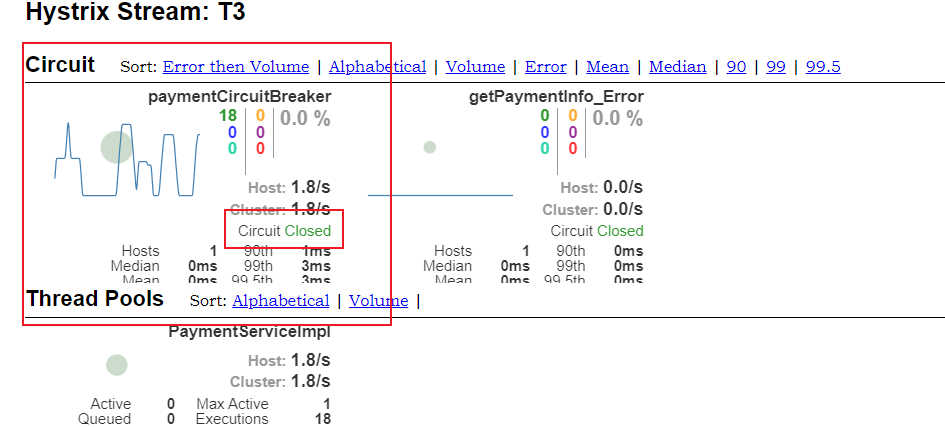 Hystrix Stream: T3
Circuit Sort: Error then Volume | Alphabetical | Volume | Error | Mean | Median | 90 | 99 | 99.5
paymentCircuitBreaker getPaymentInfo_Error
18 0 0.0 % 0 0 0.0 %
0 0 0 0
0 0 0 0
Host: 1.8/s Host: 0.0/s
Cluster: 1.8/s Cluster: 0.0/s
Circuit Closed Circuit Closed
Hosts 1 90th 1ms Hosts 1 90th 0ms
Median 0ms 99th 3ms Median 0ms 99th 0ms
Mean 0ms 99.5th 3ms Mean 0ms 99.5th 0ms
Thread Pools Sort: Alphabetical | Volume |
PaymentServiceImpl
Host: 1.8/s
Cluster: 1.8/s
Active 0 Max Active 1
Queued 0 Executions 18